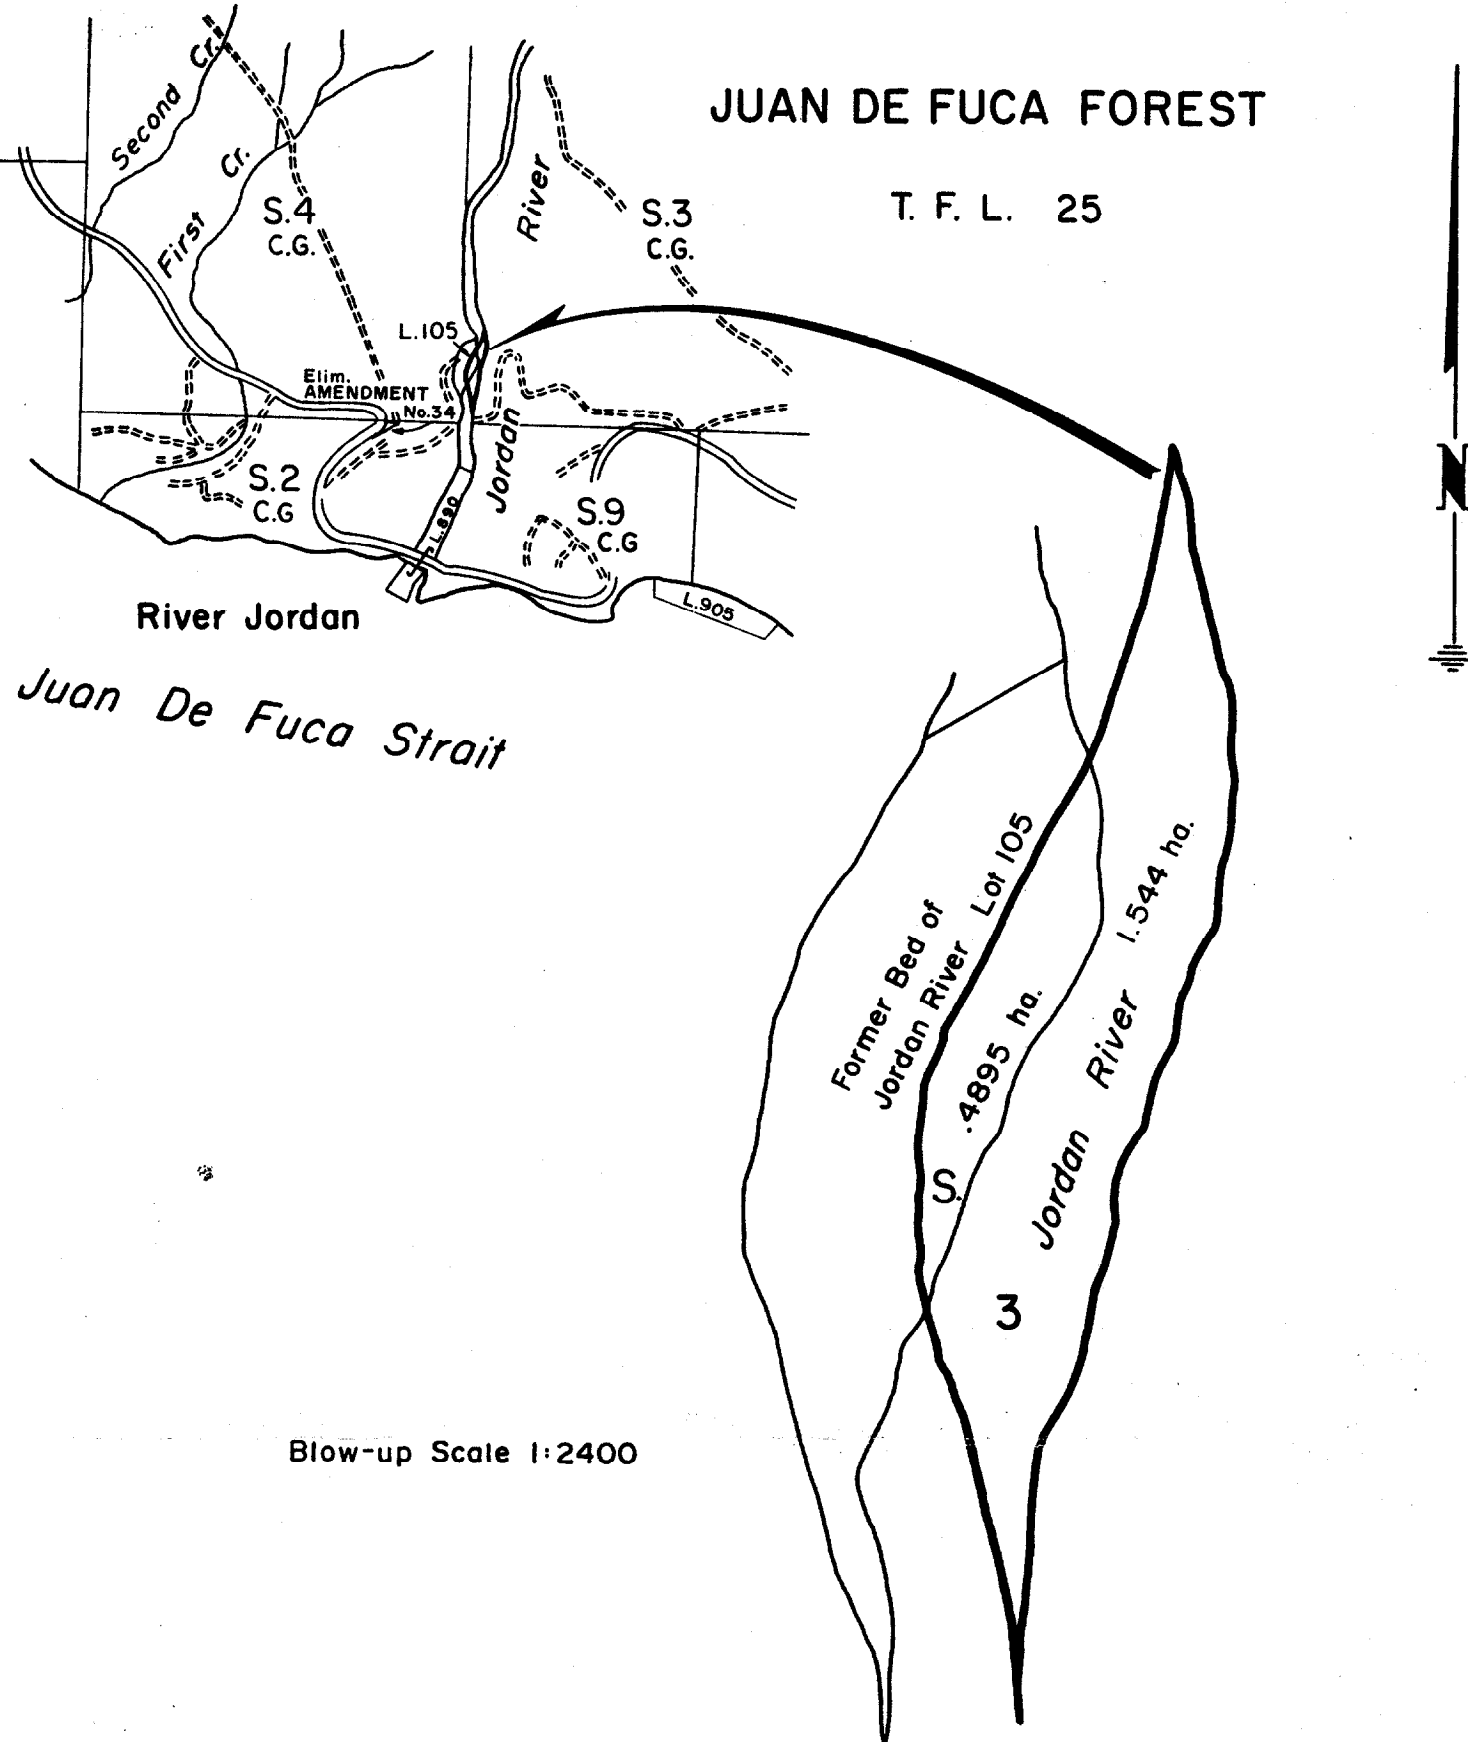 JUAN DE FUCA FOREST
T. F. L. 25
Second Cr.
First Cr.
S.4
C.G.
River
S.3
C.G.
L.105
Elim.
AMENDMENT
No.34
Jordan
S.2
C.G
L.890
S.9
C.G
L.905
River Jordan
Juan De Fuca Strait
N
Former Bed of
Jordan River Lot 105
.4895 ha.
1.544 ha.
Jordan River
S.
3
Blow-up Scale 1:2400